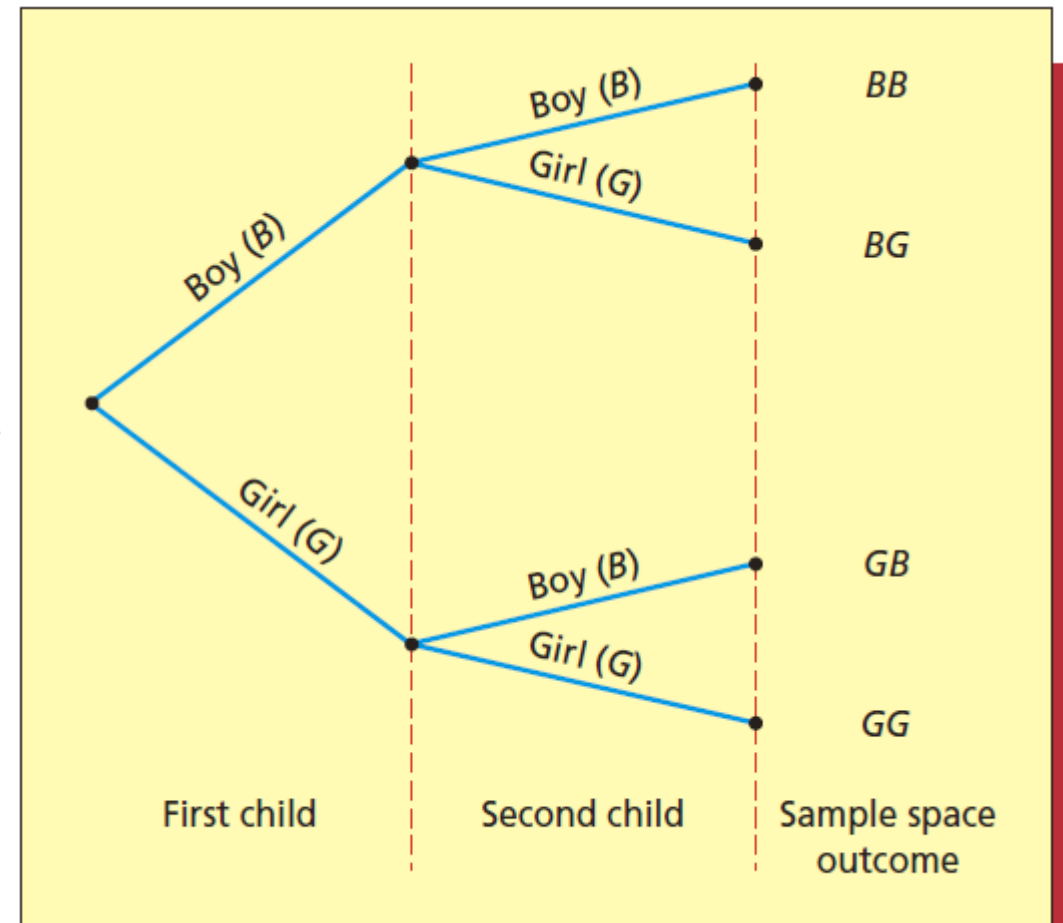 Boy (B)
BB
Girl (G)
BG
Boy (B)
Girl (G)
Boy (B)
GB
Girl (G)
GG
First child
Second child
Sample space
outcome